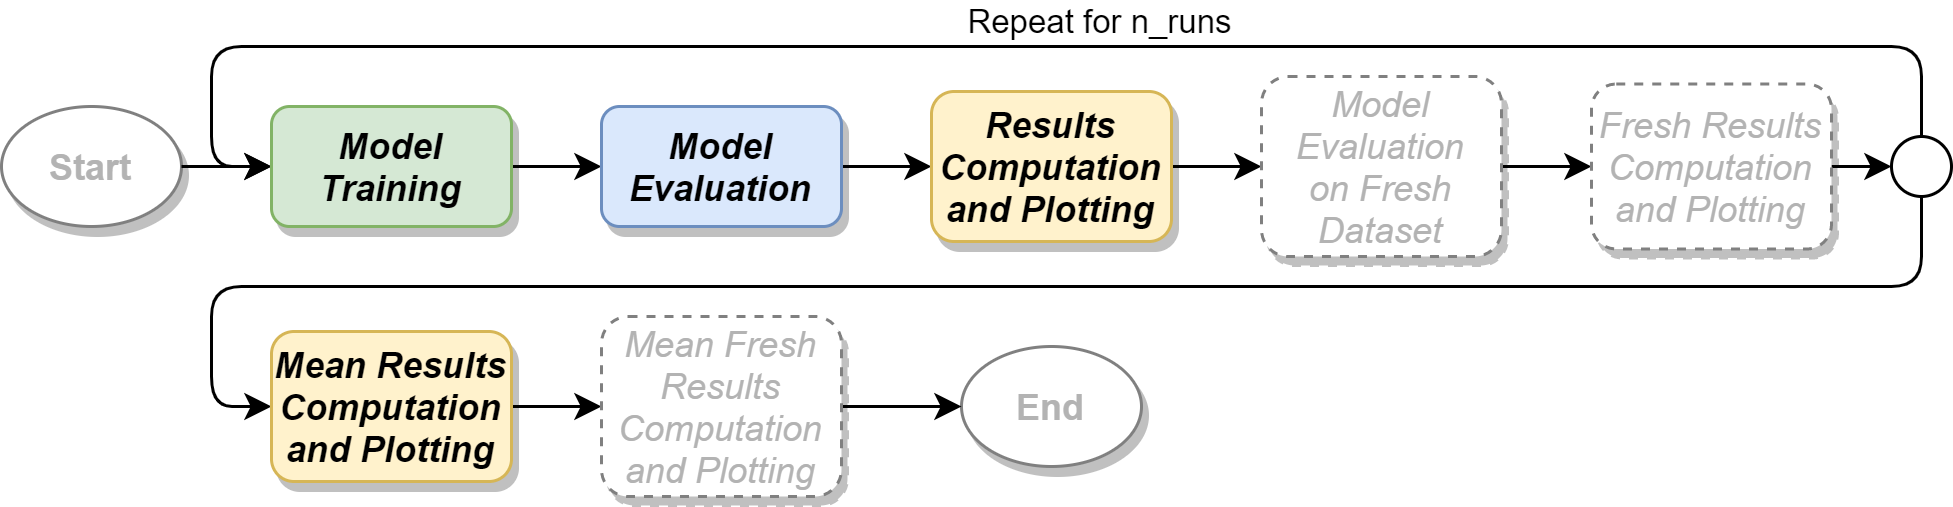 Repeat for n_runs
Start
Model
Training
Model
Evaluation
Results
Computation
and Plotting
Model
Evaluation
on Fresh
Dataset
Fresh Results
Computation
and Plotting
Mean Results
Computation
and Plotting
Mean Fresh
Results
Computation
and Plotting
End